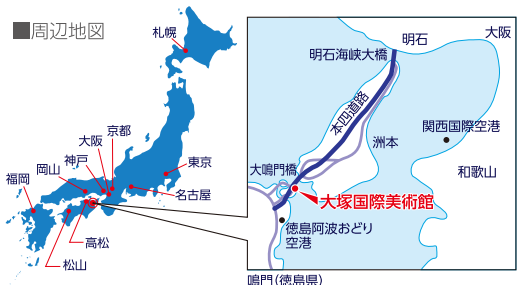 ■周辺地図
札幌
京都
大阪
神戸
岡山
福岡
東京
名古屋
高松
松山
明石
大阪
明石海峡大橋
本四道路
洲本
関西国際空港
和歌山
大鳴門橋
大塚国際美術館
徳島阿波おどり
空港
鳴門(徳島県)